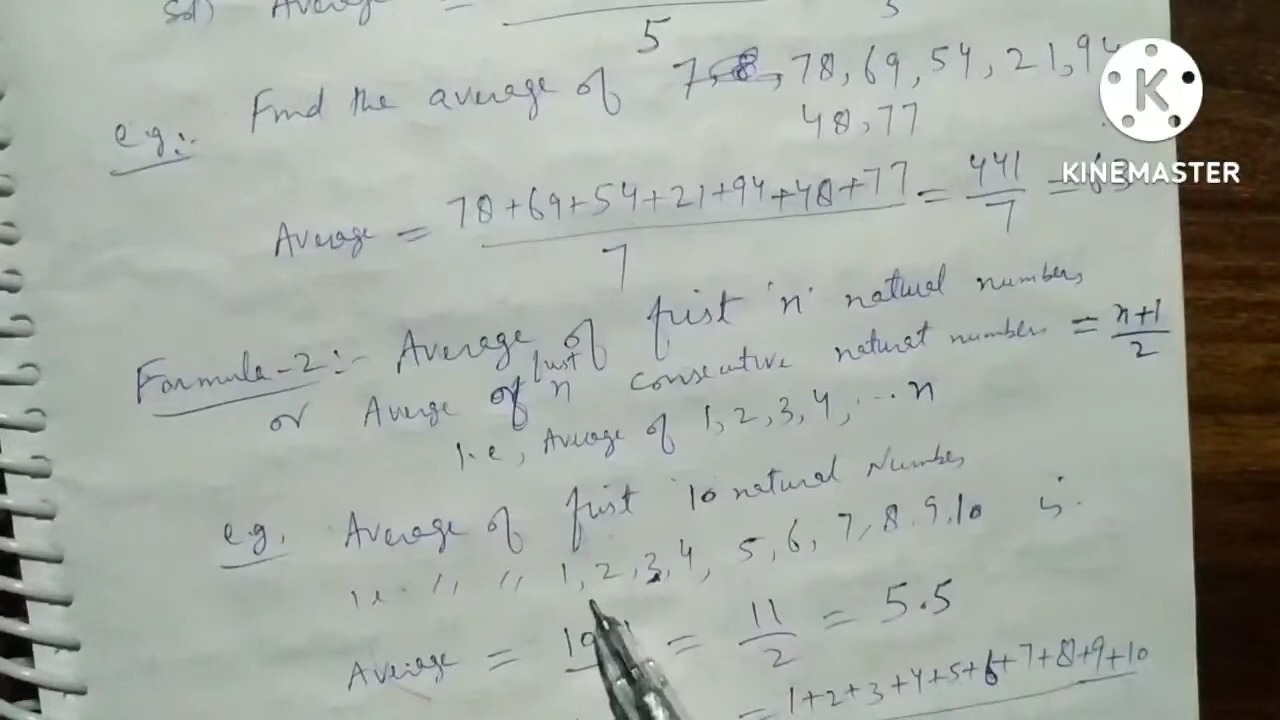 Sol) Average =
5
e.g:- Find the average of 7, 8, 78, 69, 54, 21, 94
48, 77
Average = 78+69+54+21+94+48+77 / 7 = 441 / 7 = 63
Formula-2:- Average of first 'n' natural numbers
or Average of first n consecutive natural numbers = n+1 / 2
i.e, Average of 1, 2, 3, 4, ... n
e.g. Average of first 10 natural Numbers
i.e. " " 1, 2, 3, 4, 5, 6, 7, 8, 9, 10 is
Average = = 11 / 2 = 5.5
= 1+2+3+4+5+6+7+8+9+10
K
KINEMASTER